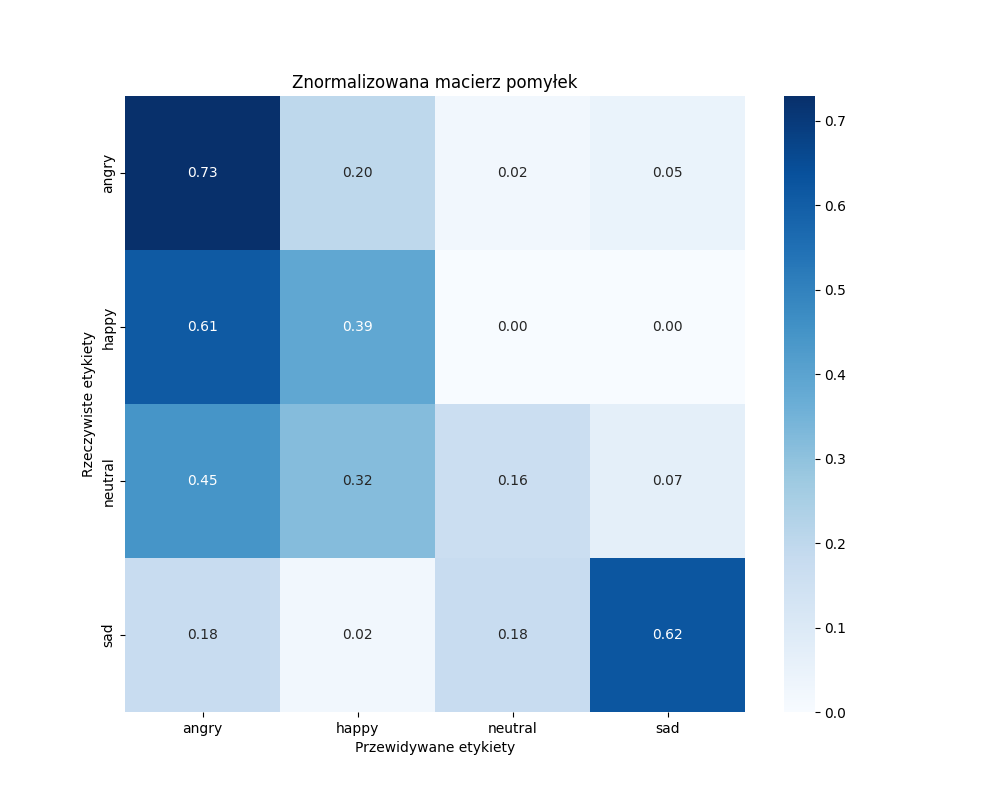 Znormalizowana macierz pomyłek
Rzeczywiste etykiety
angry
0.73 0.20 0.02 0.05
happy
0.61 0.39 0.00 0.00
neutral
0.45 0.32 0.16 0.07
sad
0.18 0.02 0.18 0.62
angry happy neutral sad
Przewidywane etykiety
0.7
0.6
0.5
0.4
0.3
0.2
0.1
0.0